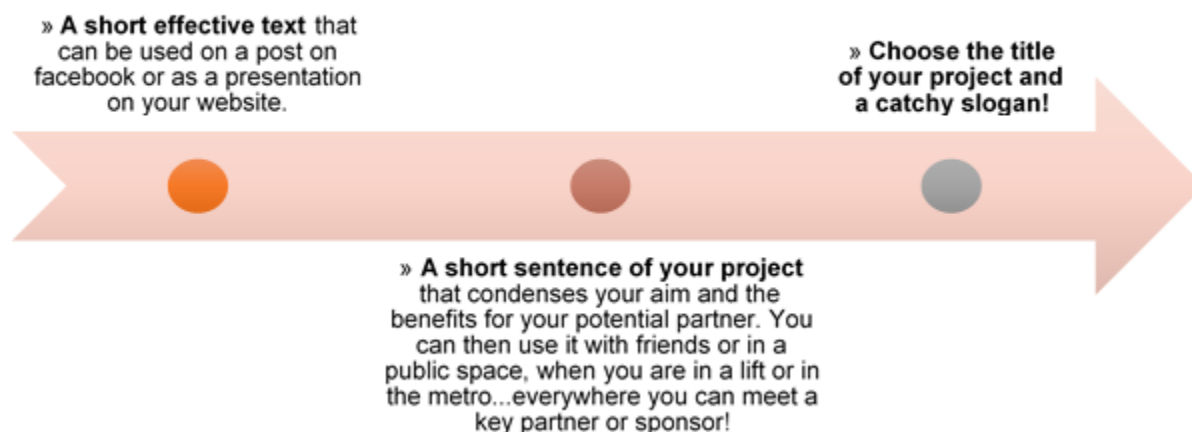 » A short effective text that
can be used on a post on
facebook or as a presentation
on your website.
» A short sentence of your project
that condenses your aim and the
benefits for your potential partner. You
can then use it with friends or in a
public space, when you are in a lift or in
the metro...everywhere you can meet a
key partner or sponsor!
» Choose the title
of your project and
a catchy slogan!